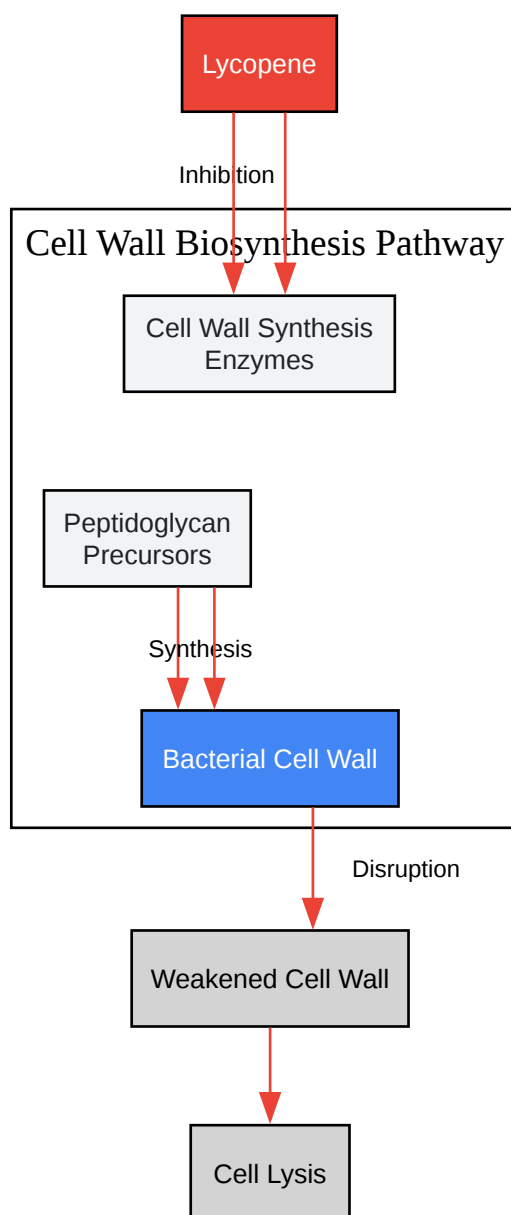 Lycopene
Inhibition
Cell Wall Biosynthesis Pathway
Cell Wall Synthesis
Enzymes
Peptidoglycan
Precursors
Synthesis
Bacterial Cell Wall
Disruption
Weakened Cell Wall
Cell Lysis